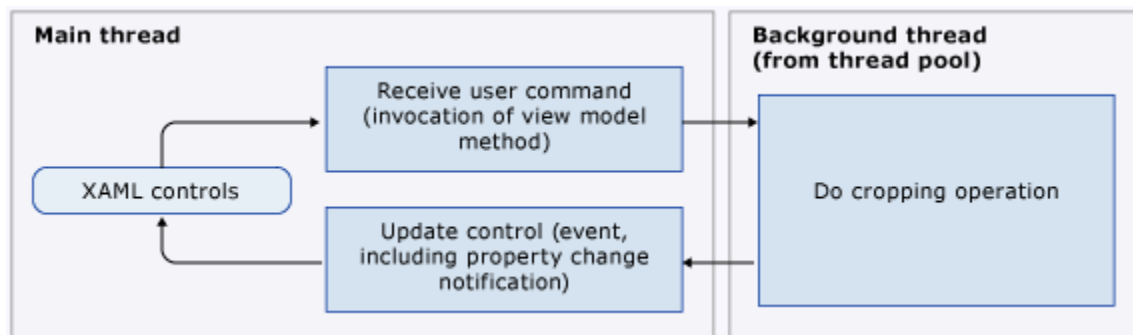 Main thread
Receive user command
(invocation of view model
method)
XAML controls
Update control (event,
including property change
notification)
Background thread
(from thread pool)
Do cropping operation